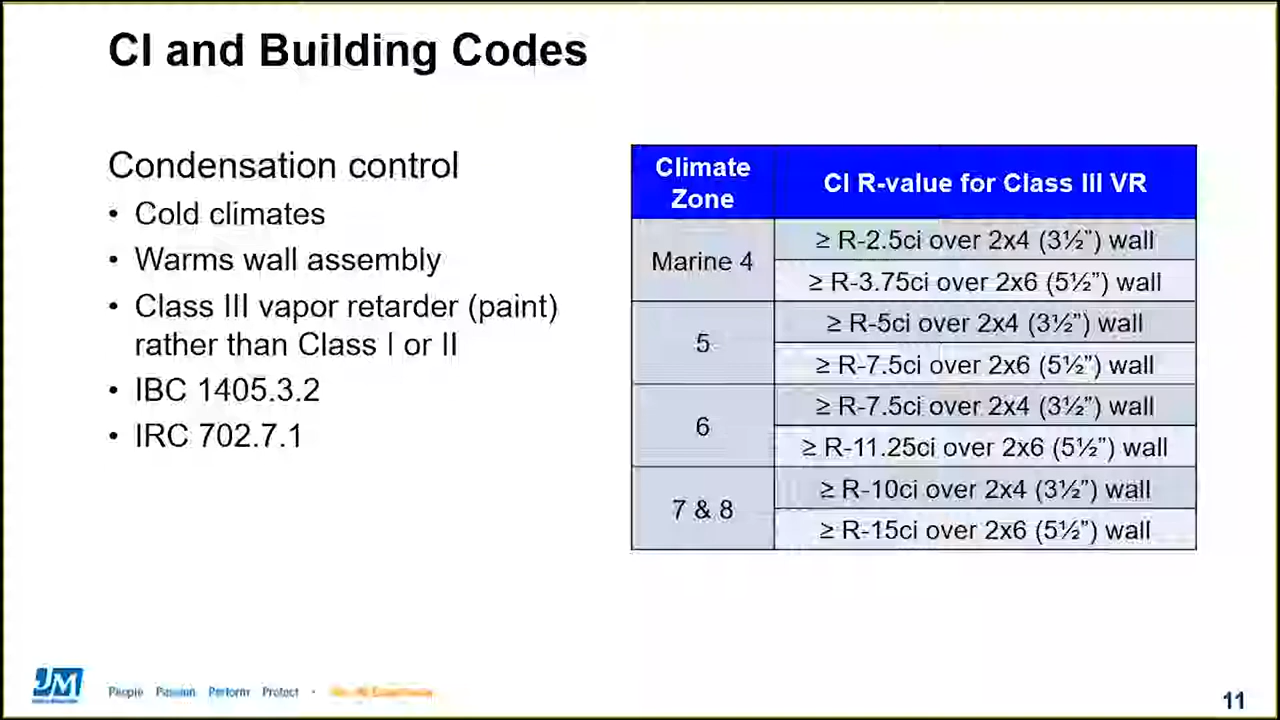 CI and Building Codes
Condensation control
• Cold climates
• Warms wall assembly
• Class III vapor retarder (paint)
rather than Class I or II
• IBC 1405.3.2
• IRC 702.7.1
Climate
Zone
CI R-value for Class III VR
Marine 4
≥ R-2.5ci over 2x4 (3½”) wall
≥ R-3.75ci over 2x6 (5½”) wall
5
≥ R-5ci over 2x4 (3½”) wall
≥ R-7.5ci over 2x6 (5½”) wall
6
≥ R-7.5ci over 2x4 (3½”) wall
≥ R-11.25ci over 2x6 (5½”) wall
7 & 8
≥ R-10ci over 2x4 (3½”) wall
≥ R-15ci over 2x6 (5½”) wall
JM
People Passion Perform Protect •
11